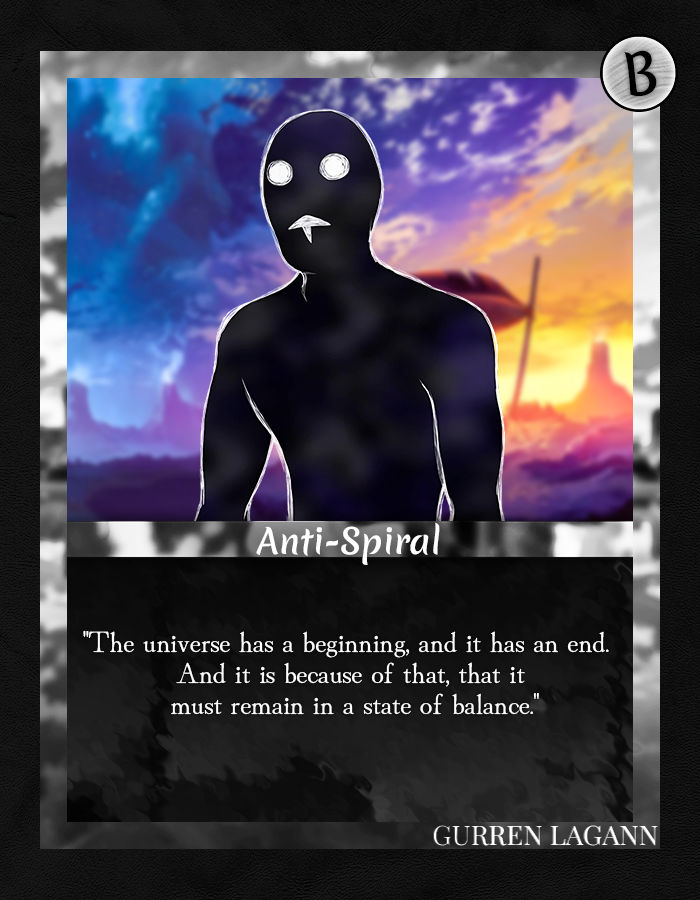 B
Anti-Spiral
"The universe has a beginning, and it has an end.
And it is because of that, that it
must remain in a state of balance."
GURREN LAGANN